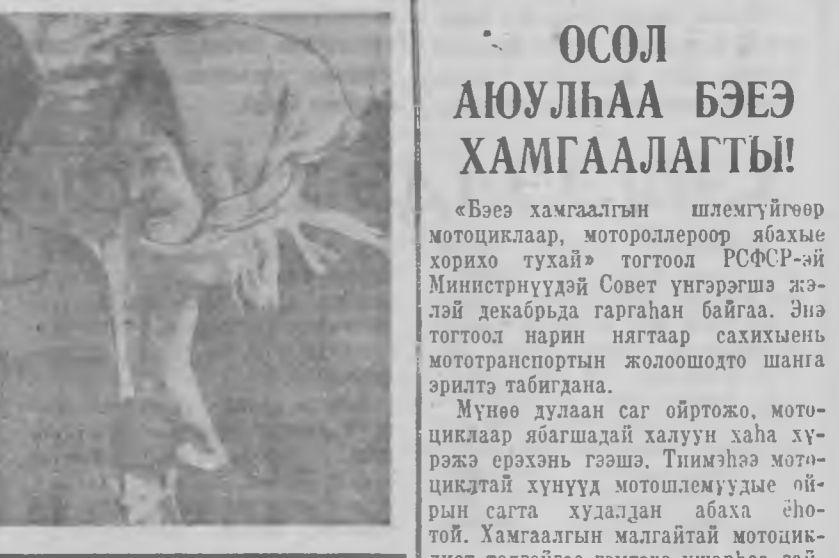 ОСОЛ
АЮУЛҺАА БЭЕЭ
ХАМГААЛАГТЫ!
«Бэеэ хамгаалгын шлемгүйгөөр
мотоциклаар, мотороллероор ябахые
хорихо тухай» тогтоол РСФСР-эй
Министрнүүдэй Совет үнгэрэгшэ жэ-
лэй декабрьда гаргаһан байгаа. Энэ
тогтоол нарин нягтаар сахихыень
мототранспортын жолоошодто шанга
эрилтэ табигдана.
Мүнөө дулаан саг ойртожо, мото-
циклаар ябагшадай халуун хаһа хү-
рэжэ ерэхэнь гээшэ. Тиимэһээ мото-
циклтай хүнүүд мотошлемуудые ой-
рын сагта худалдан абаха ёһо-
той. Хамгаалгын малгайтай мотоцик-